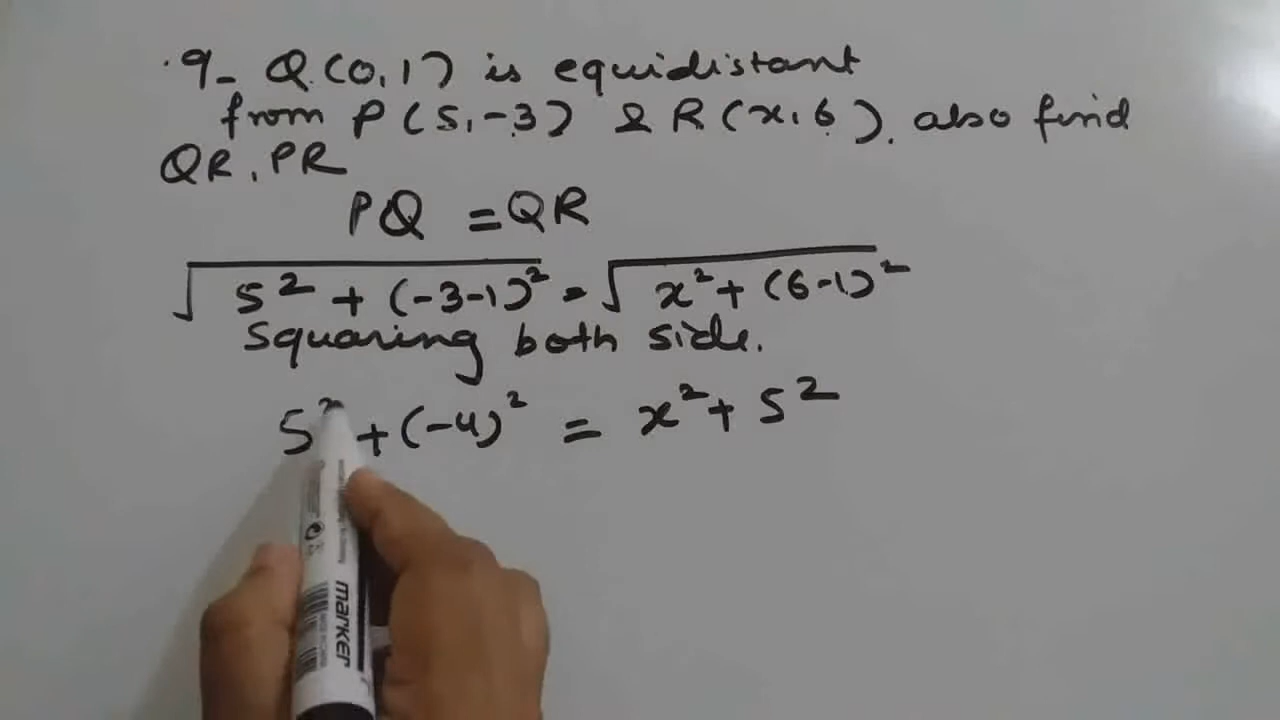 9- Q.(0,1) is equidistant
from P(5,-3) & R(x,6). also find
QR, PR
PQ = QR
√5² + (-3-1)² = √x² + (6-1)²
Squaring both side.
5² + (-4)² = x² + 5²
marker